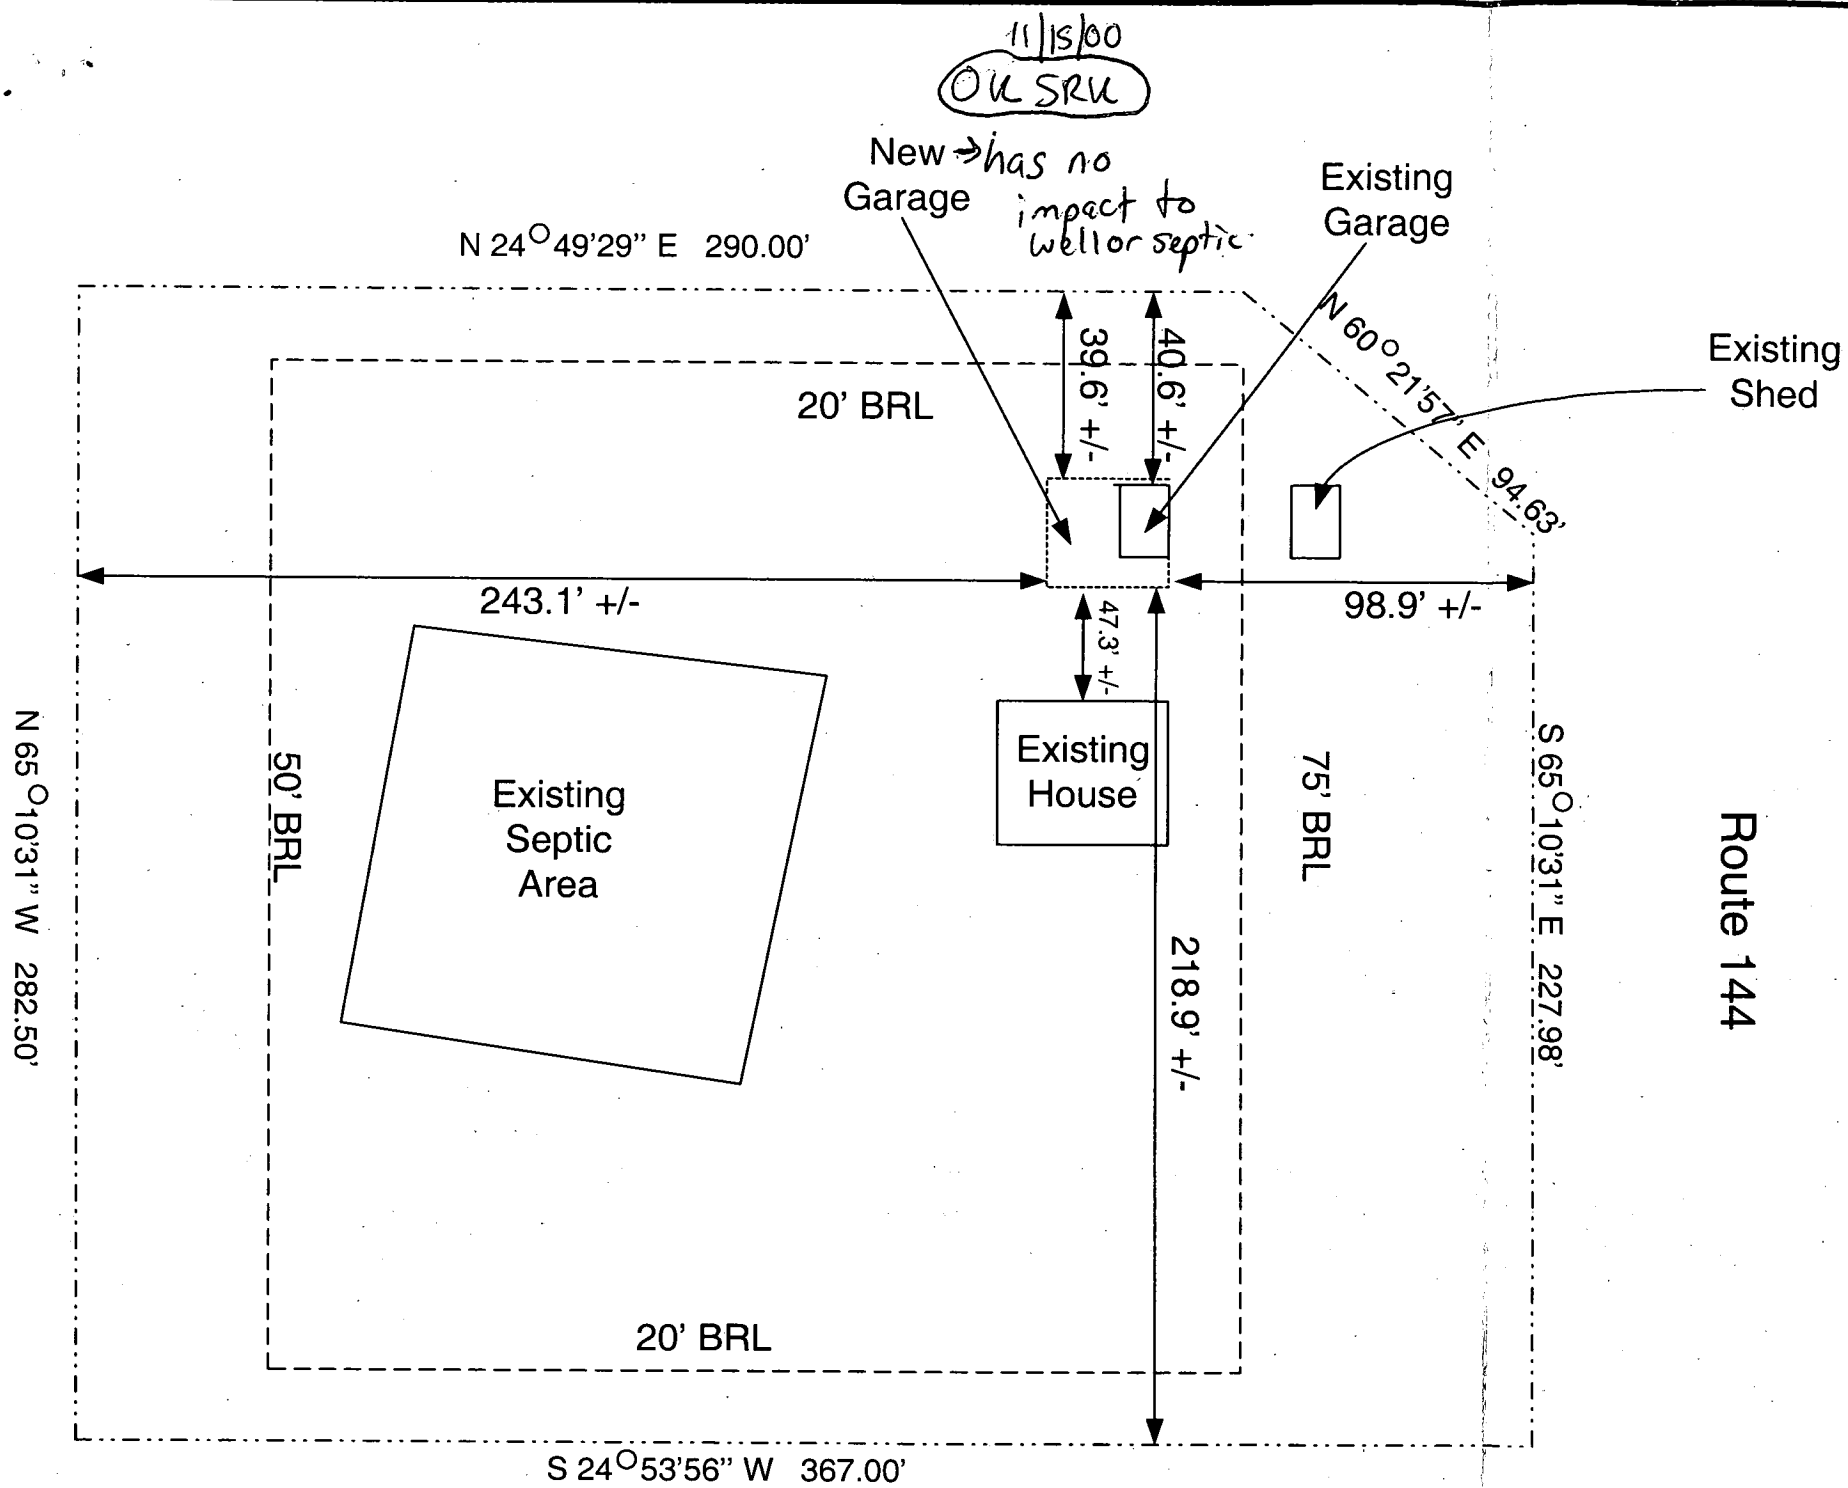 11/15/00
OK SRK
New → has no
Garage
impact to
well or septic
Existing
Garage
N 24°49'29" E 290.00'
N 60°21'57" E 94.63'
Existing
Shed
39.6' +/-
40.6' +/-
20' BRL
243.1' +/-
98.9' +/-
47.3' +/-
N 65°10'31" W 282.50'
50' BRL
Existing
Septic
Area
Existing
House
75' BRL
S 65°10'31" E 227.98'
Route 144
218.9' +/-
20' BRL
S 24°53'56" W 367.00'